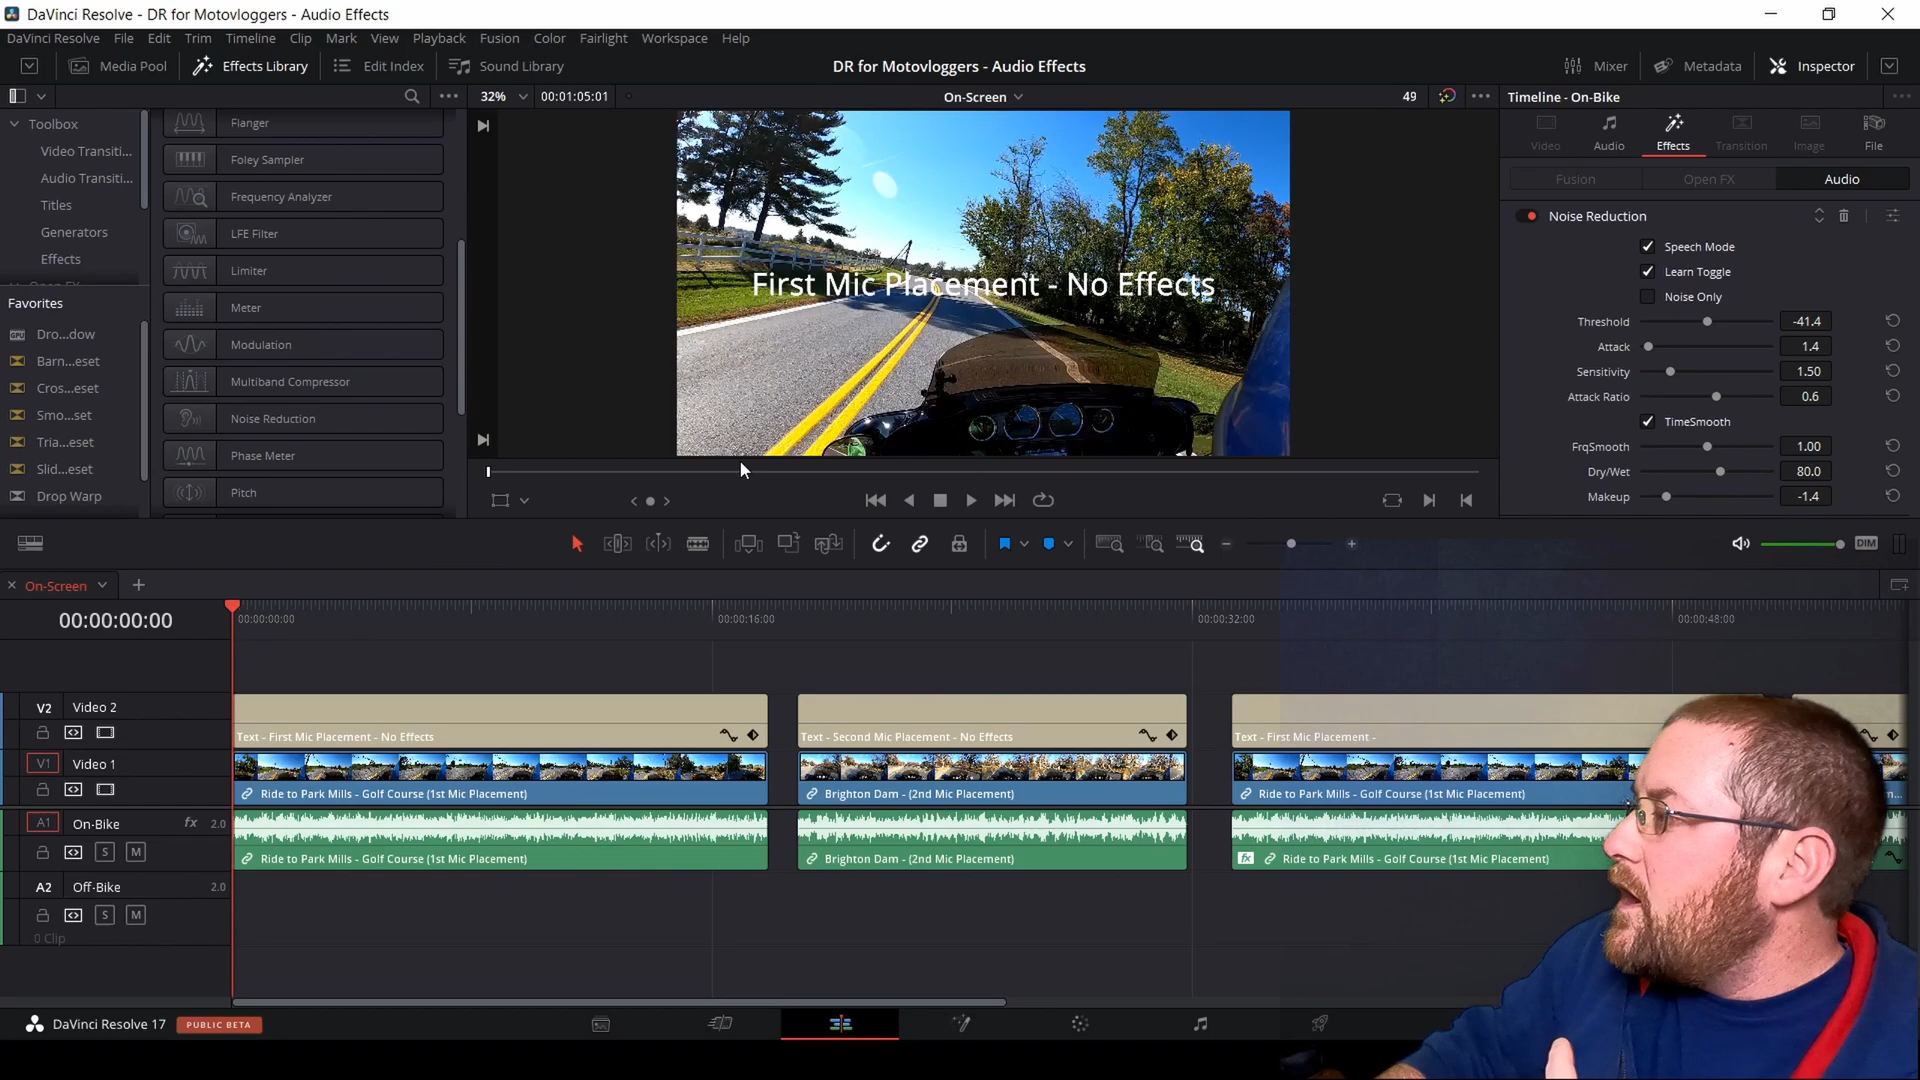 DaVinci Resolve - DR for Motovloggers - Audio Effects
DaVinci Resolve File Edit Trim Timeline Clip Mark View Playback Fusion Color Fairlight Workspace Help
Media Pool Effects Library Edit Index Sound Library DR for Motovloggers - Audio Effects Mixer Metadata Inspector
32% 00:01:05:01 On-Screen 49 Timeline - On-Bike
Toolbox
Video Transiti...
Audio Transiti...
Titles
Generators
Effects
Favorites
Dro...dow
Barn...eset
Cros...eset
Smo...set
Tria...eset
Slid...eset
Drop Warp
Flanger
Foley Sampler
Frequency Analyzer
LFE Filter
Limiter
Meter
Modulation
Multiband Compressor
Noise Reduction
Phase Meter
Pitch
First Mic Placement - No Effects
Video Audio Effects Transition Image File
Fusion Open FX Audio
Noise Reduction
Speech Mode
Learn Toggle
Noise Only
Threshold -41.4
Attack 1.4
Sensitivity 1.50
Attack Ratio 0.6
TimeSmooth
FrqSmooth 1.00
Dry/Wet 80.0
Makeup -1.4
DIM
On-Screen
00:00:00:00
00:00:00:00 00:00:16:00 00:00:32:00 00:00:48:00
V2 Video 2
Text - First Mic Placement - No Effects Text - Second Mic Placement - No Effects Text - First Mic Placement -
V1 Video 1
Ride to Park Mills - Golf Course (1st Mic Placement) Brighton Dam - (2nd Mic Placement) Ride to Park Mills - Golf Course (1st Mic Placement)
A1 On-Bike fx 2.0
S M
Ride to Park Mills - Golf Course (1st Mic Placement) Brighton Dam - (2nd Mic Placement) fx Ride to Park Mills - Golf Course (1st Mic Placement)
A2 Off-Bike 2.0
S M
0 Clip
DaVinci Resolve 17 PUBLIC BETA